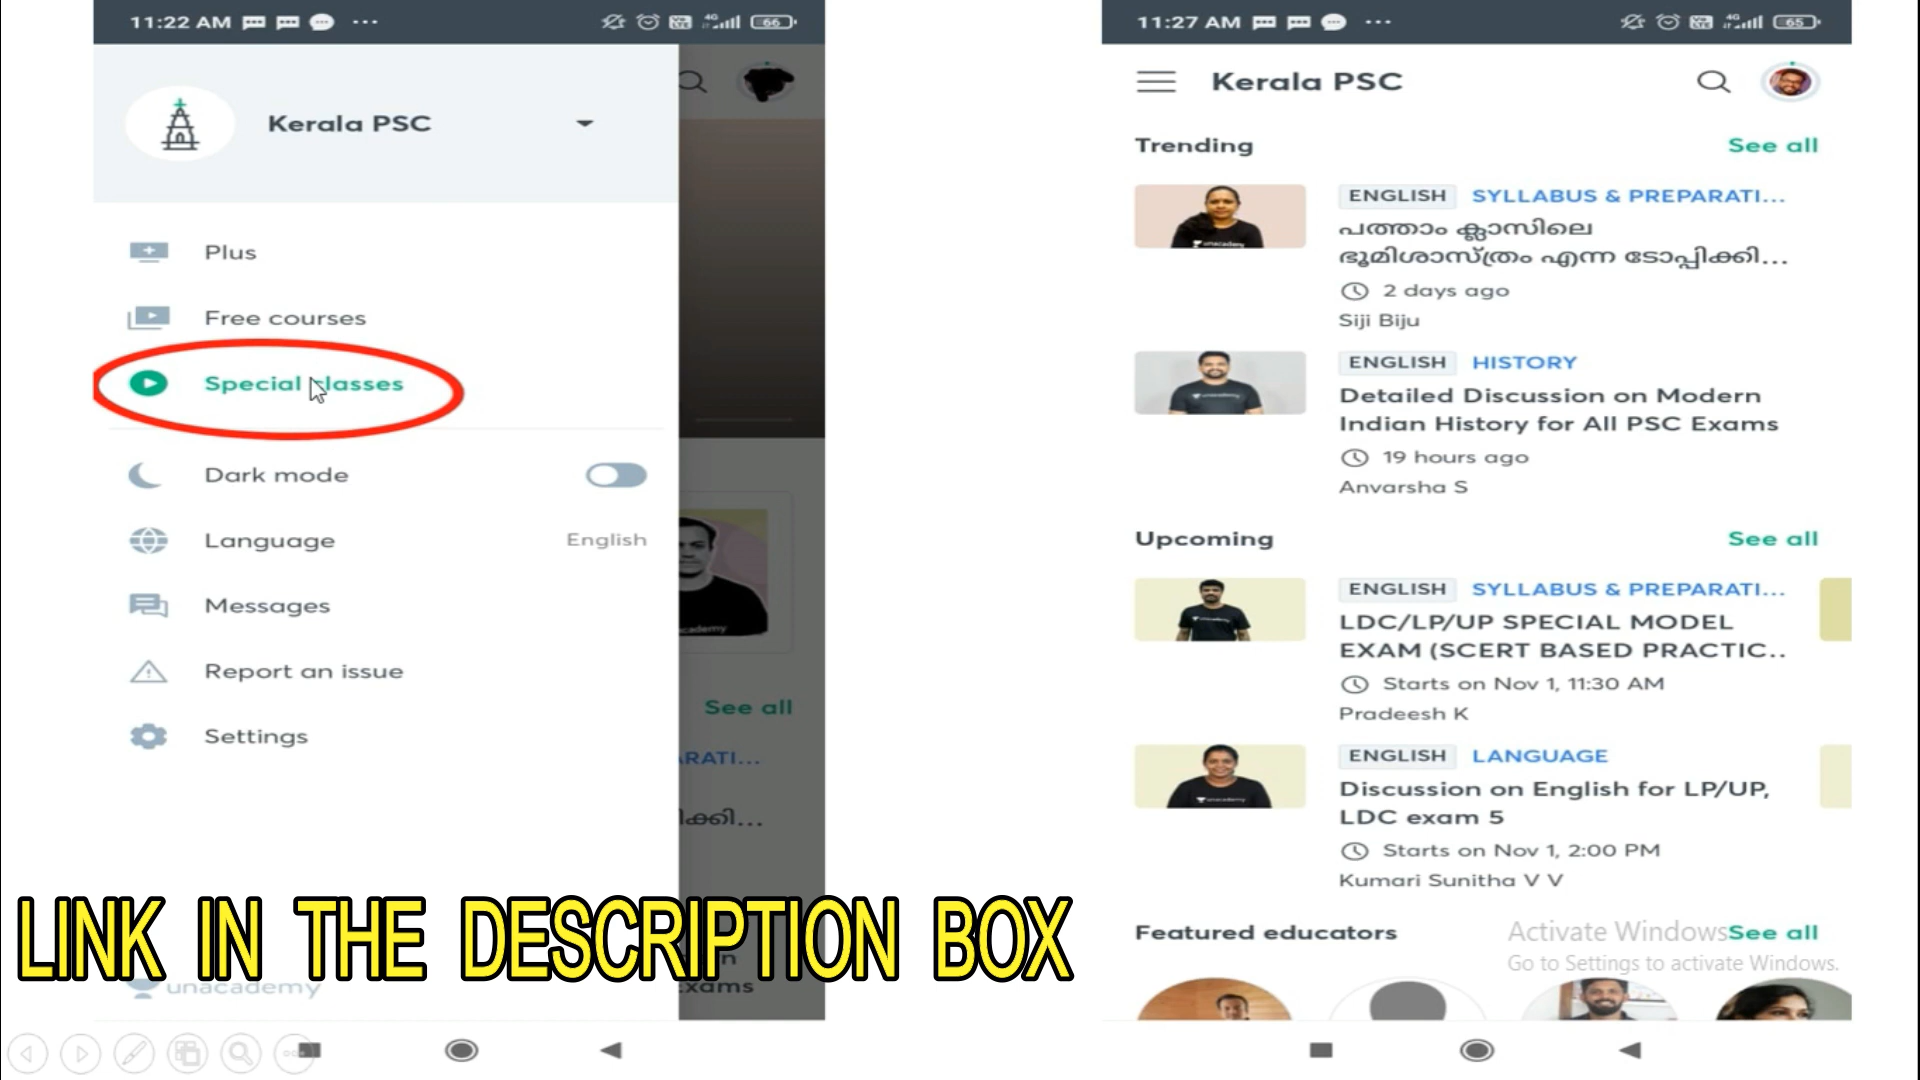 11:22 AM
66
Kerala PSC
Plus
Free courses
Special classes
Dark mode
Language English
Messages
Report an issue
Settings
unacademy
See all
ARATI...
ക്കി...
xams
LINK IN THE DESCRIPTION BOX
11:27 AM
4G
65
Kerala PSC
Trending See all
ENGLISH SYLLABUS & PREPARATI...
പത്താം ക്ലാസിലെ
ഭൂമിശാസ്ത്രം എന്ന ടോപ്പിക്കി...
2 days ago
Siji Biju
unacademy
ENGLISH HISTORY
Detailed Discussion on Modern
Indian History for All PSC Exams
19 hours ago
Anvarsha S
Upcoming See all
ENGLISH SYLLABUS & PREPARATI...
LDC/LP/UP SPECIAL MODEL
EXAM (SCERT BASED PRACTIC..
Starts on Nov 1, 11:30 AM
Pradeesh K
ENGLISH LANGUAGE
Discussion on English for LP/UP,
LDC exam 5
Starts on Nov 1, 2:00 PM
Kumari Sunitha V V
Featured educators See all
Activate Windows
Go to Settings to activate Windows.